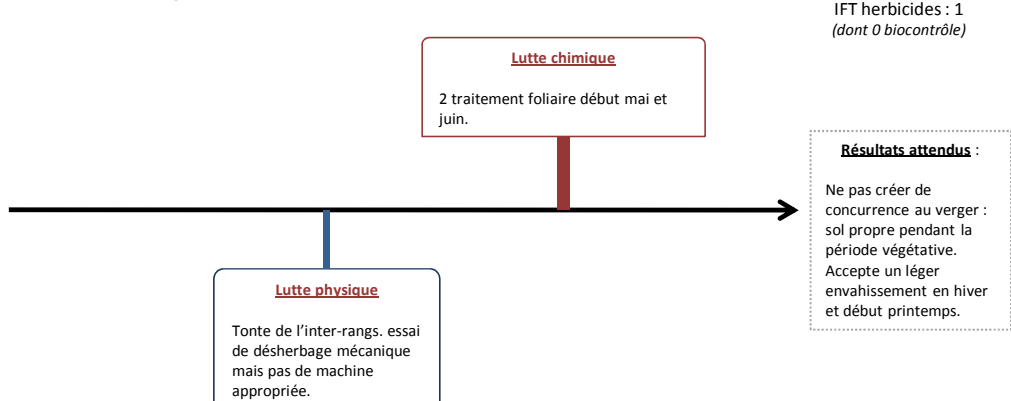 IFT herbicides : 1
(dont 0 biocontrôle)
Lutte chimique
2 traitement foliaire début mai et
juin.
Résultats attendus :
Ne pas créer de
concurrence au verger :
sol propre pendant la
période végétative.
Accepte un léger
envahissement en hiver
et début printemps.
Lutte physique
Tonte de l’inter-rangs. essai
de désherbage mécanique
mais pas de machine
appropriée.